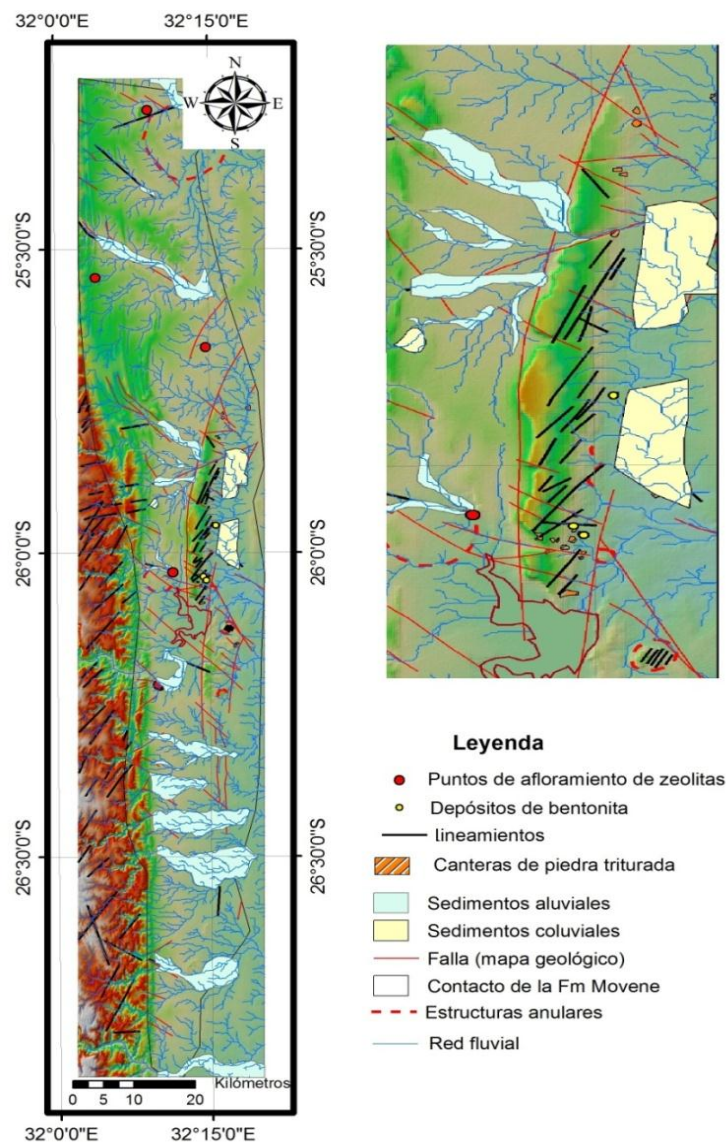 32°0'0"E 32°15'0"E
N
W E
S
25°30'0"S 25°30'0"S
26°0'0"S 26°0'0"S
26°30'0"S 26°30'0"S
Kilómetros
0 5 10 20
32°0'0"E 32°15'0"E
Leyenda
Puntos de afloramiento de zeolitas
Depósitos de bentonita
lineamientos
Canteras de piedra triturada
Sedimentos aluviales
Sedimentos coluviales
Falla (mapa geológico)
Contacto de la Fm Movene
Estructuras anulares
Red fluvial